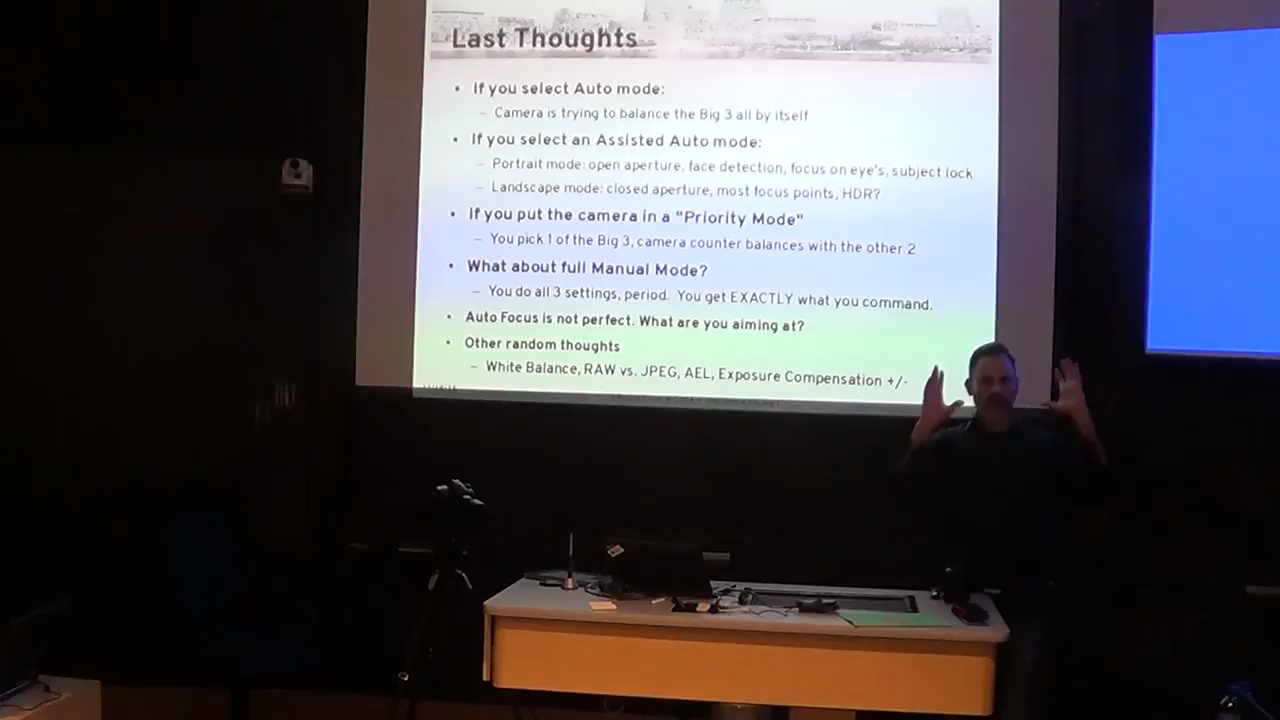 Last Thoughts
• If you select Auto mode:
– Camera is trying to balance the Big 3 all by itself
• If you select an Assisted Auto mode:
– Portrait mode: open aperture, face detection, focus on eye's, subject lock
– Landscape mode: closed aperture, most focus points, HDR?
• If you put the camera in a "Priority Mode"
– You pick 1 of the Big 3, camera counter balances with the other 2
• What about full Manual Mode?
– You do all 3 settings, period. You get EXACTLY what you command.
• Auto Focus is not perfect. What are you aiming at?
• Other random thoughts
– White Balance, RAW vs. JPEG, AEL, Exposure Compensation +/-